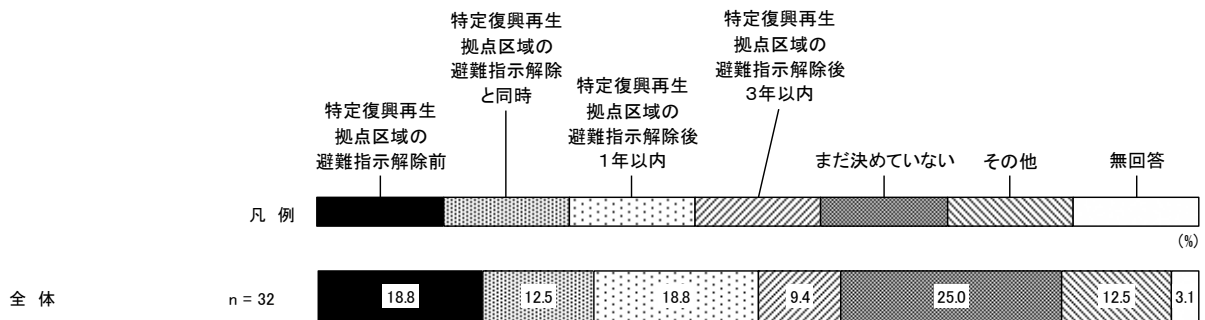 特定復興再生
拠点区域の
避難指示解除前
特定復興再生
拠点区域の
避難指示解除
と同時
特定復興再生
拠点区域の
避難指示解除後
１年以内
特定復興再生
拠点区域の
避難指示解除後
３年以内
まだ決めていない
その他
無回答
凡 例
(%)
全 体 n = 32 18.8 12.5 18.8 9.4 25.0 12.5 3.1